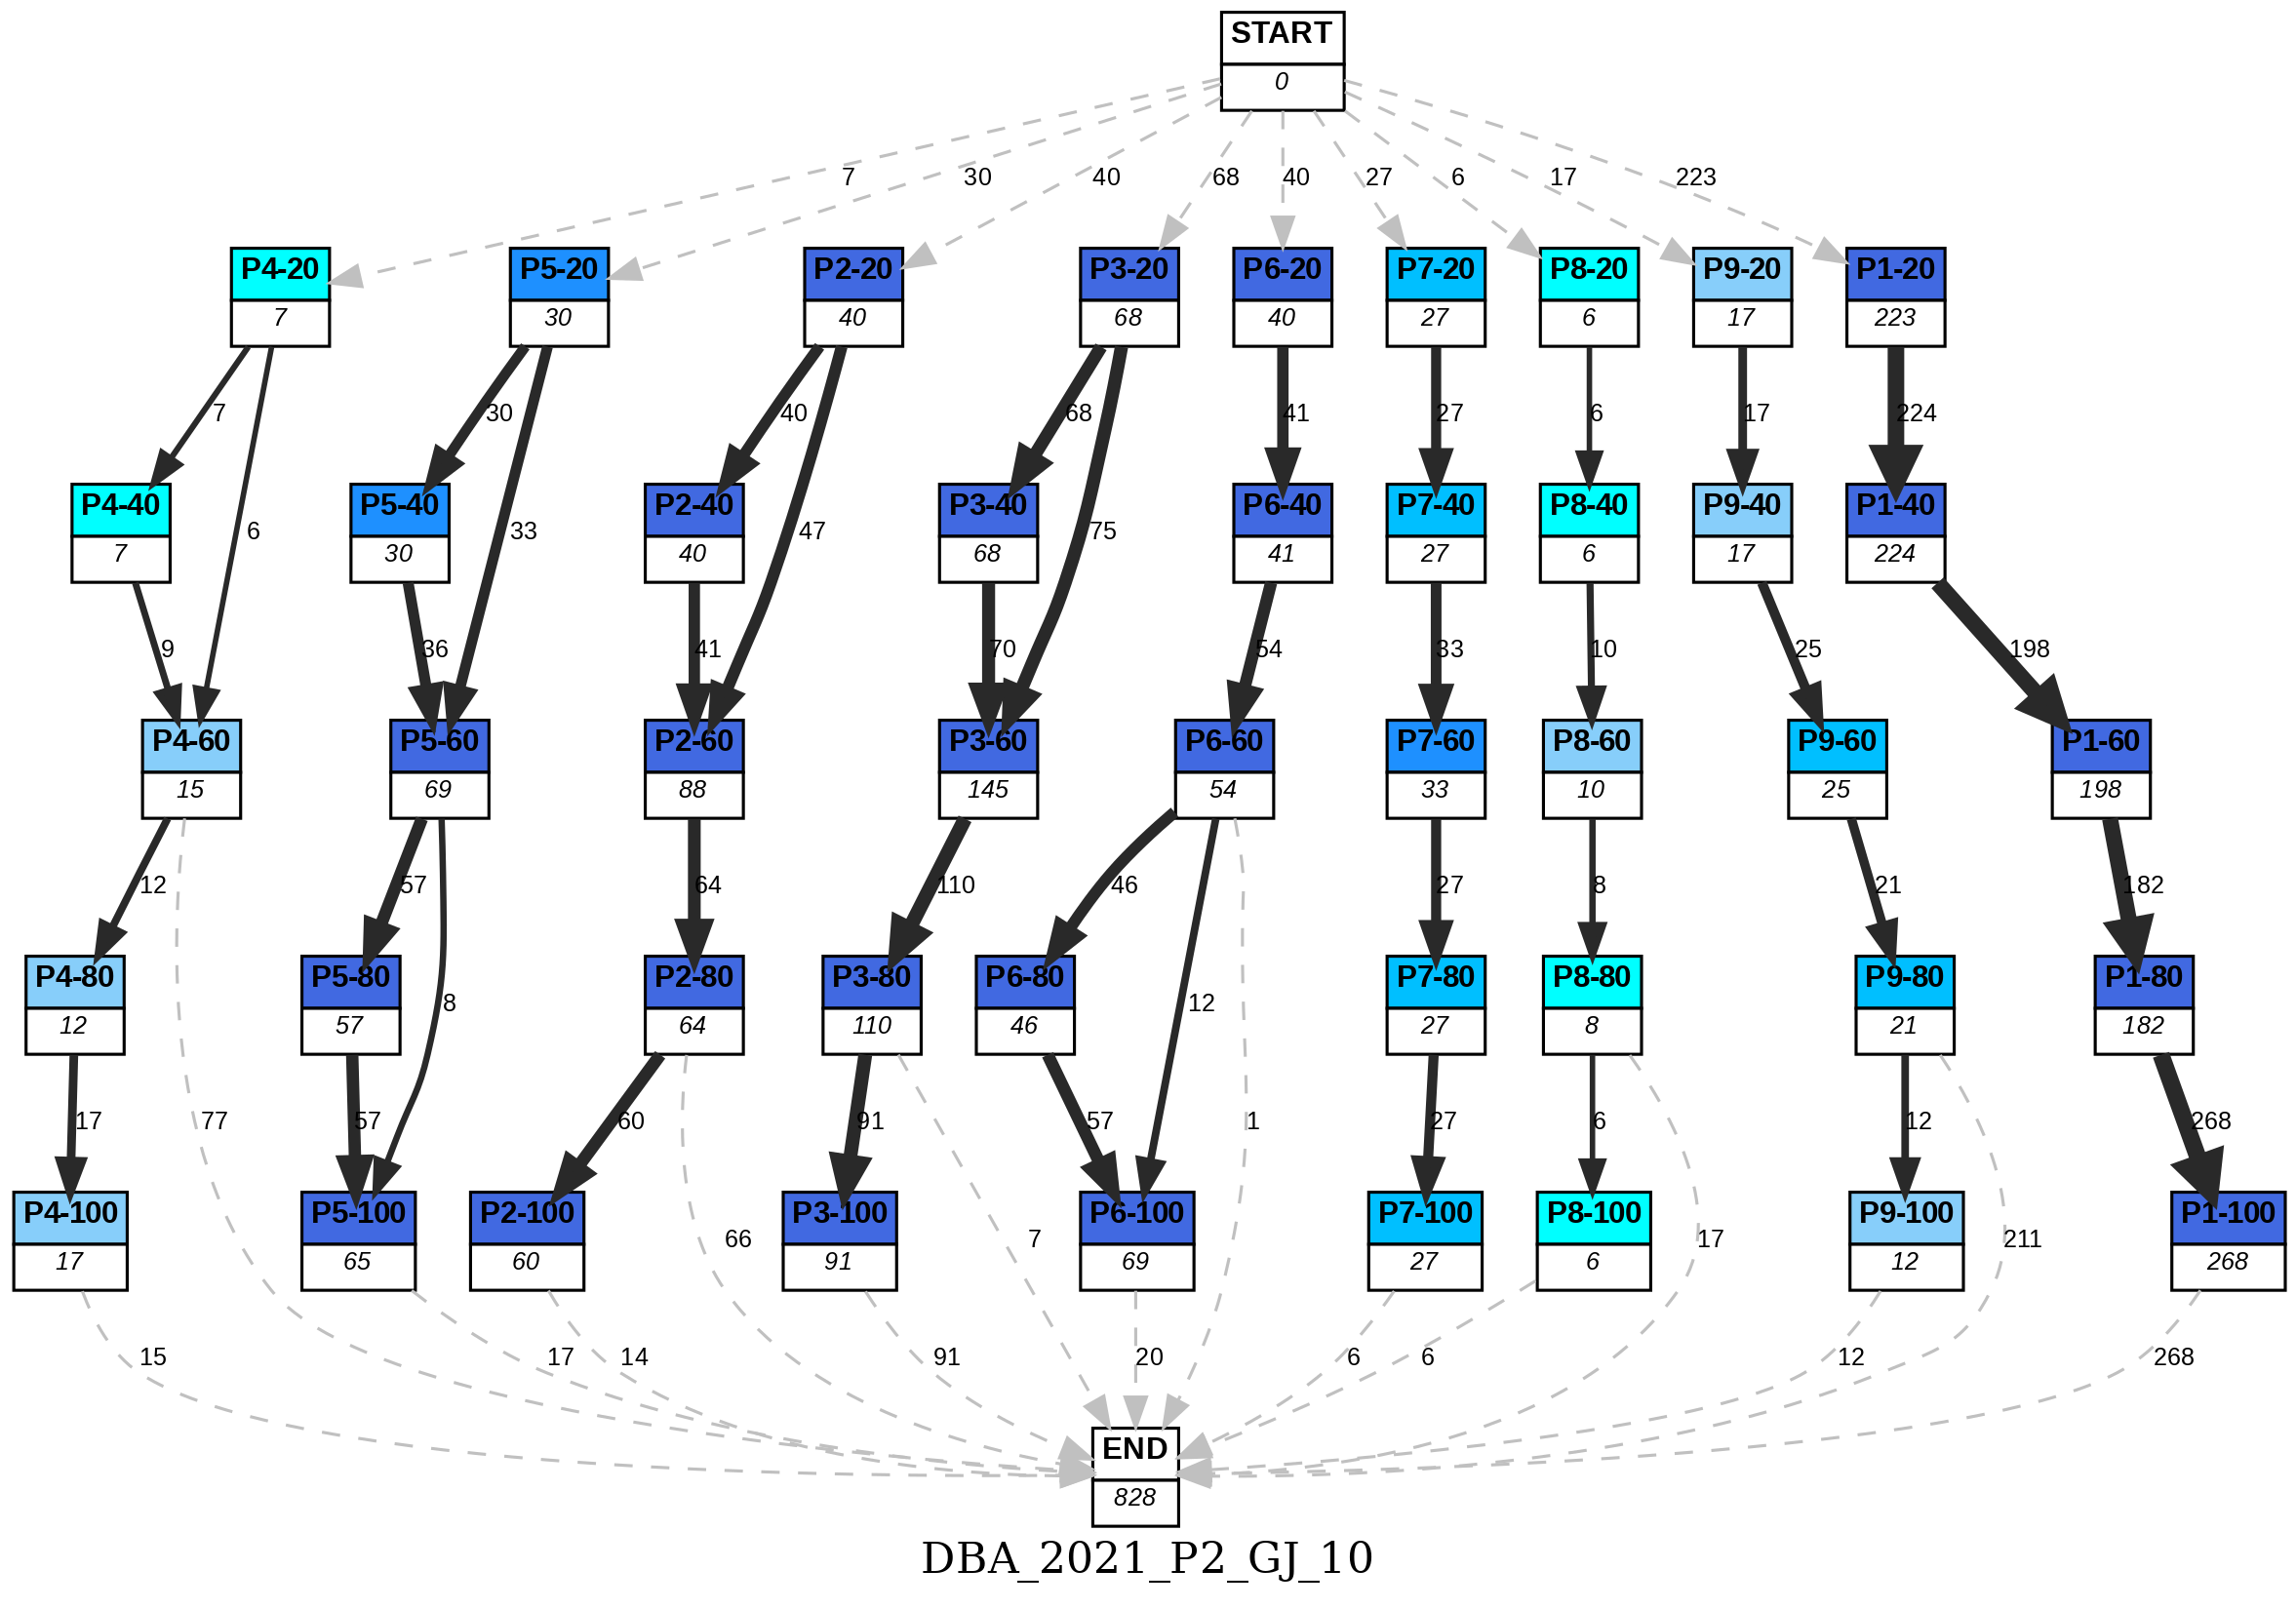 START
0
7 30 40 68 40 27 6 17 223
P4-20 P5-20 P2-20 P3-20 P6-20 P7-20 P8-20 P9-20 P1-20
7 30 40 68 40 27 6 17 223
7 30 40 68 41 27 6 17 224
P4-40 P5-40 P2-40 P3-40 P6-40 P7-40 P8-40 P9-40 P1-40
6 33 47 75
7 30 40 68 41 27 6 17 224
9 36 41 70 54 33 10 25 198
P4-60 P5-60 P2-60 P3-60 P6-60 P7-60 P8-60 P9-60 P1-60
15 69 88 145 54 33 10 25 198
12 57 64 110 46 27 8 21 182
P4-80 P5-80 P2-80 P3-80 P6-80 P7-80 P8-80 P9-80 P1-80
8 12
12 57 64 110 46 27 8 21 182
17 77 57 60 91 57 1 27 6 12 268
P4-100 P5-100 P2-100 P3-100 P6-100 P7-100 P8-100 P9-100 P1-100
66 7 17 211
17 65 60 91 69 27 6 12 268
15 17 14 91 20 6 6 12 268
END
828
DBA_2021_P2_GJ_10